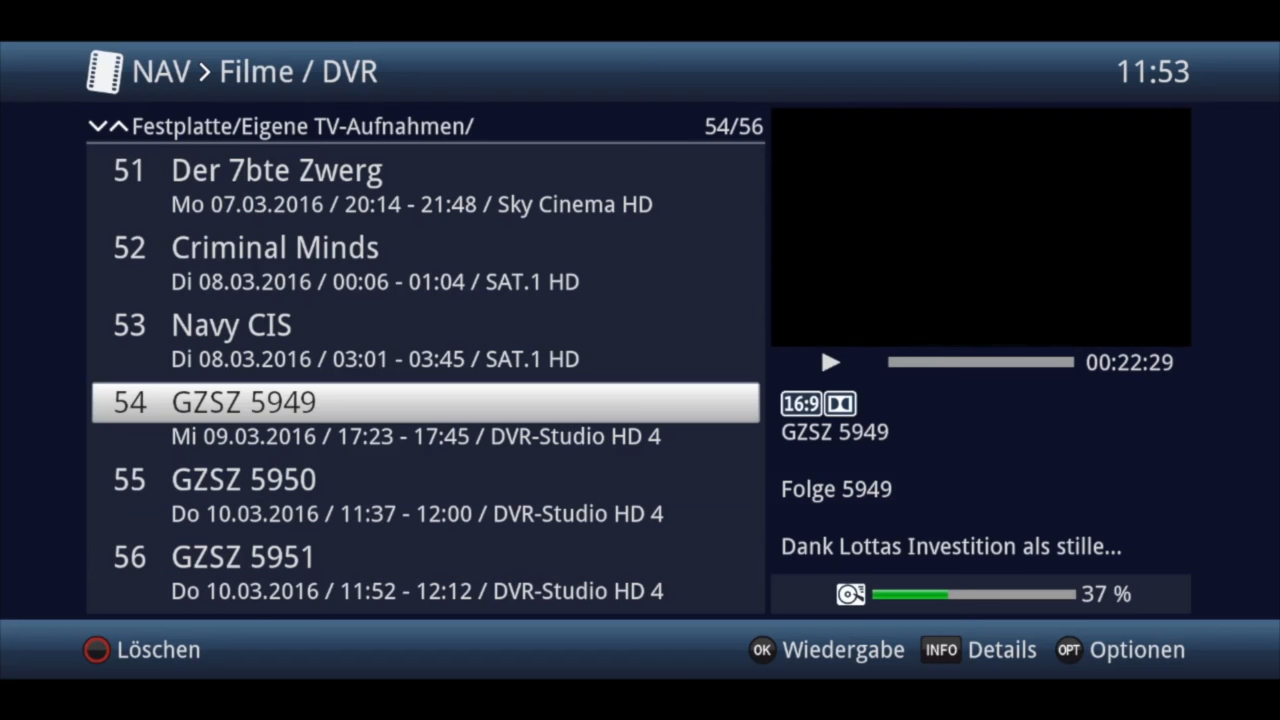 NAV > Filme / DVR
11:53
Festplatte/Eigene TV-Aufnahmen/
54/56
51 Der 7bte Zwerg
Mo 07.03.2016 / 20:14 - 21:48 / Sky Cinema HD
52 Criminal Minds
Di 08.03.2016 / 00:06 - 01:04 / SAT.1 HD
53 Navy CIS
Di 08.03.2016 / 03:01 - 03:45 / SAT.1 HD
54 GZSZ 5949
Mi 09.03.2016 / 17:23 - 17:45 / DVR-Studio HD 4
55 GZSZ 5950
Do 10.03.2016 / 11:37 - 12:00 / DVR-Studio HD 4
56 GZSZ 5951
Do 10.03.2016 / 11:52 - 12:12 / DVR-Studio HD 4
00:22:29
16:9
GZSZ 5949
Folge 5949
Dank Lottas Investition als stille...
37 %
Löschen
OK Wiedergabe INFO Details OPT Optionen